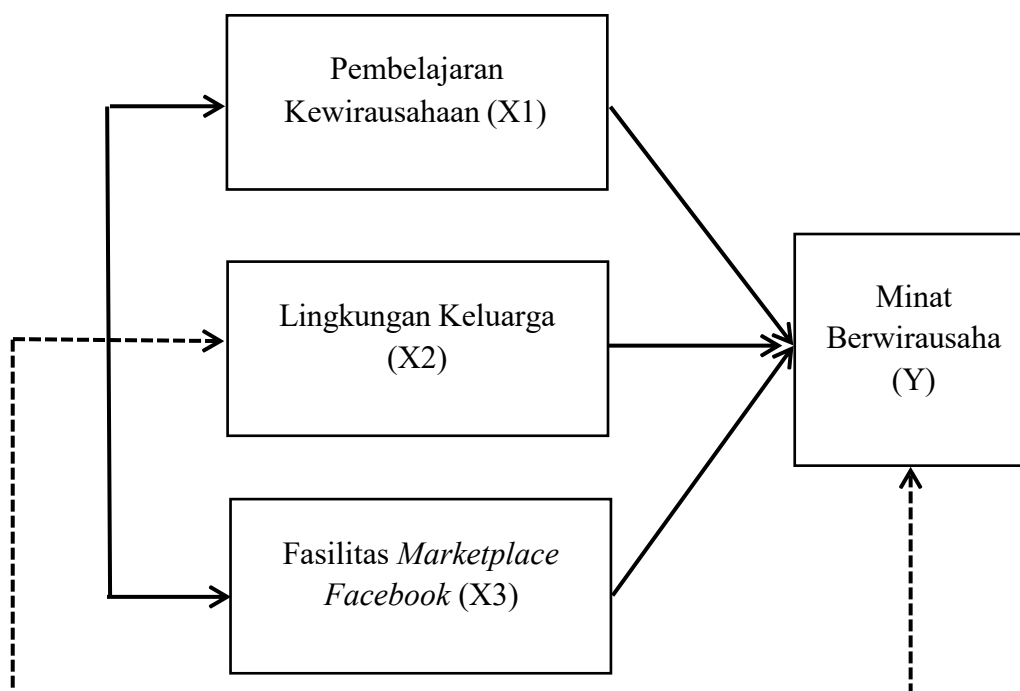 Pembelajaran
Kewirausahaan (X1)
Lingkungan Keluarga
(X2)
Fasilitas Marketplace
Facebook (X3)
Minat
Berwirausaha
(Y)